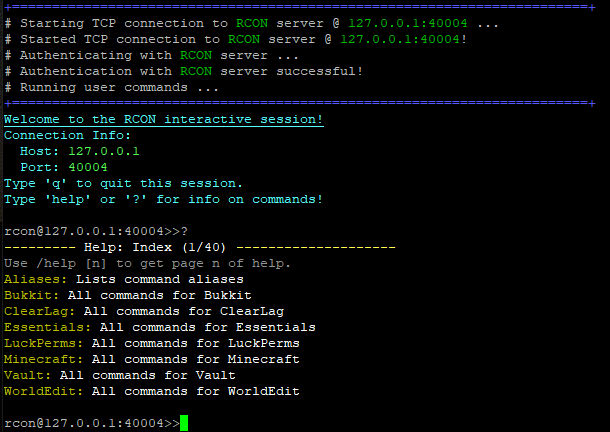 +========================================================================+
# Starting TCP connection to RCON server @ 127.0.0.1:40004 ...
# Started TCP connection to RCON server @ 127.0.0.1:40004!
# Authenticating with RCON server ...
# Authentication with RCON server successful!
# Running user commands ...
+========================================================================+
Welcome to the RCON interactive session!
Connection Info:
  Host: 127.0.0.1
  Port: 40004
Type 'q' to quit this session.
Type 'help' or '?' for info on commands!

rcon@127.0.0.1:40004>>?
--------- Help: Index (1/40) --------------------
Use /help [n] to get page n of help.
Aliases: Lists command aliases
Bukkit: All commands for Bukkit
ClearLag: All commands for ClearLag
Essentials: All commands for Essentials
LuckPerms: All commands for LuckPerms
Minecraft: All commands for Minecraft
Vault: All commands for Vault
WorldEdit: All commands for WorldEdit

rcon@127.0.0.1:40004>>